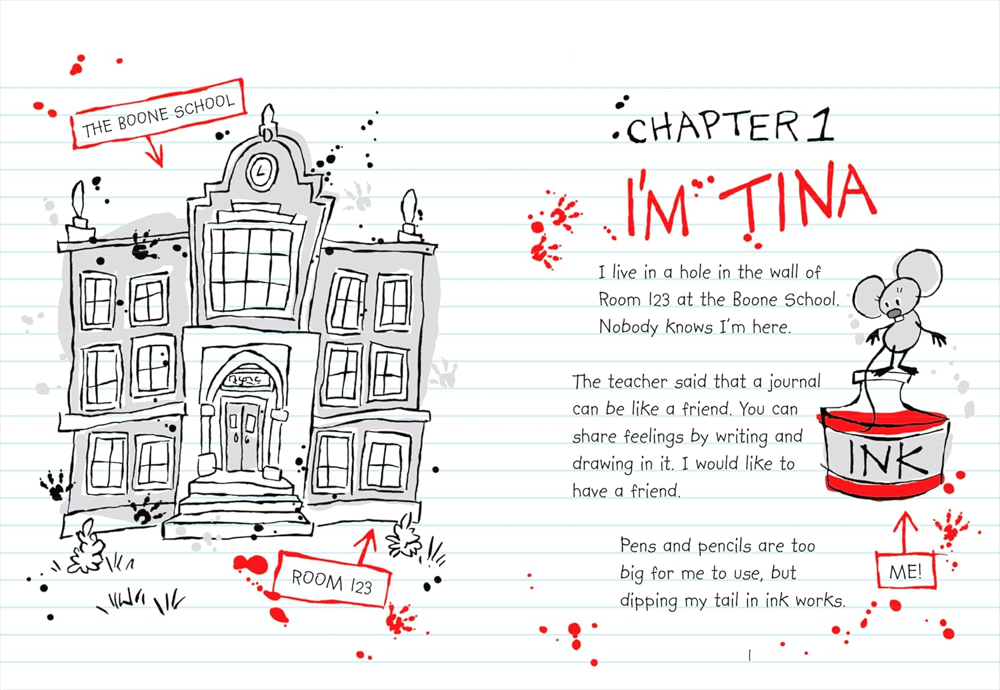 THE BOONE SCHOOL
ROOM 123
CHAPTER 1
I'M TINA
I live in a hole in the wall of
Room 123 at the Boone School.
Nobody knows I'm here.
The teacher said that a journal
can be like a friend. You can
share feelings by writing and
drawing in it. I would like to
have a friend.
INK
Pens and pencils are too
big for me to use, but
dipping my tail in ink works.
ME!
1